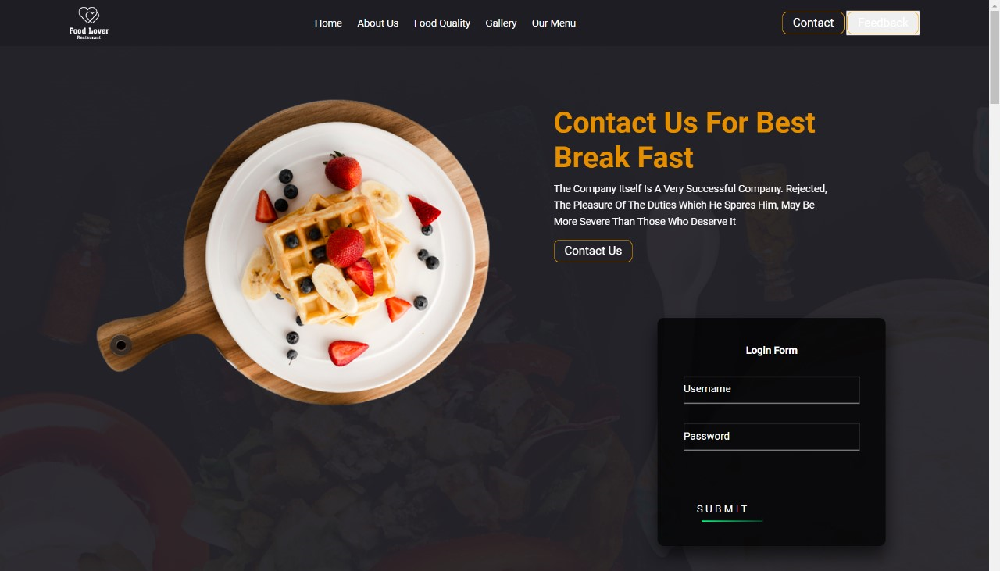 Food Lover
Restaurant
Home About Us Food Quality Gallery Our Menu
Contact Feedback
Contact Us For Best
Break Fast
The Company Itself Is A Very Successful Company. Rejected,
The Pleasure Of The Duties Which He Spares Him, May Be
More Severe Than Those Who Deserve It
Contact Us
Login Form
Username
Password
SUBMIT